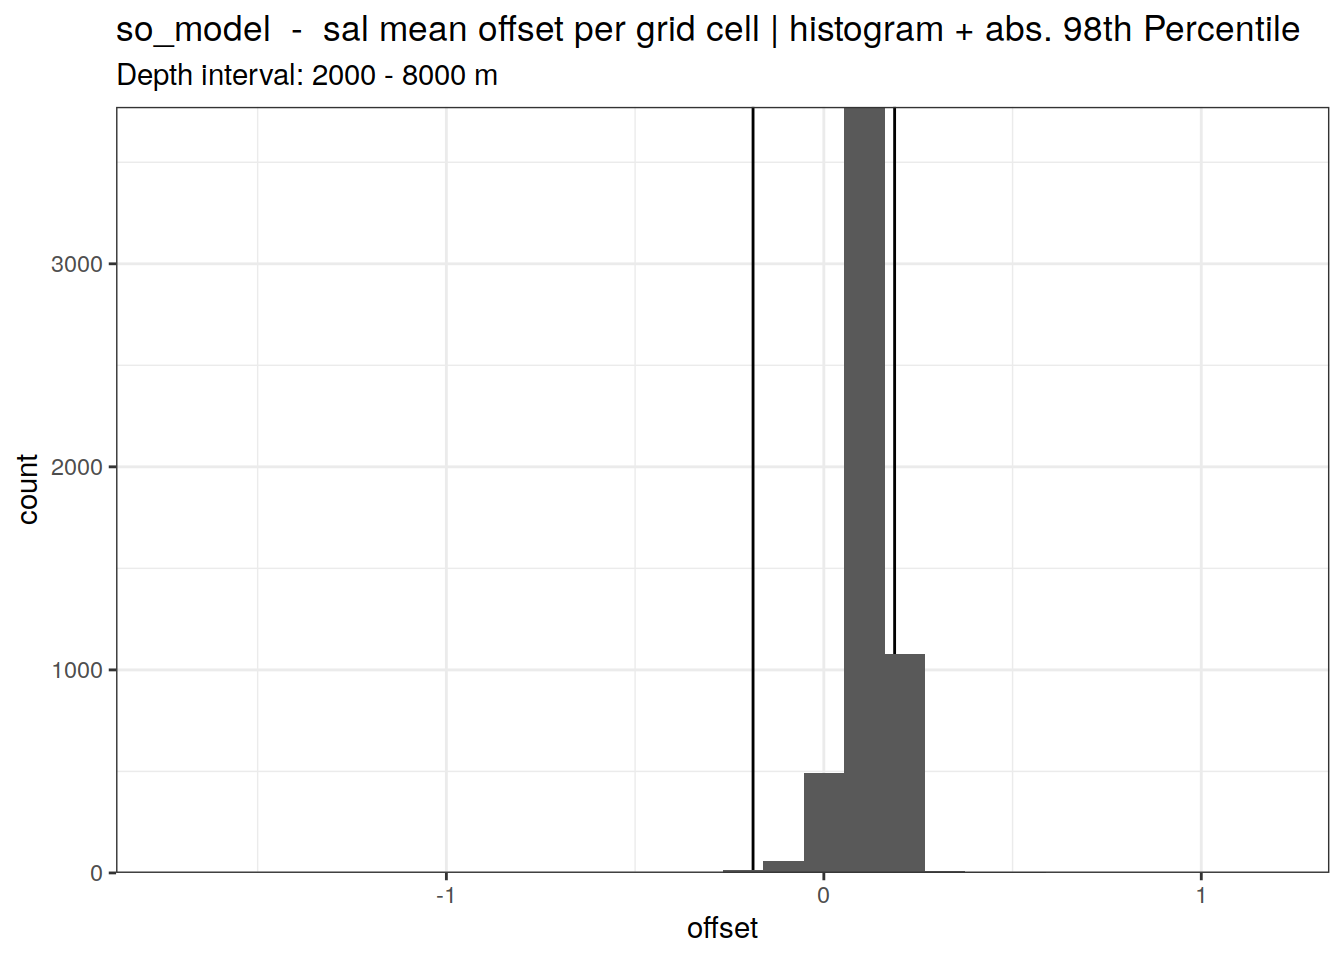 so_model  -  sal mean offset per grid cell | histogram + abs. 98th Percentile
Depth interval: 2000 - 8000 m
count
3000
2000
1000
0
-1
0
1
offset